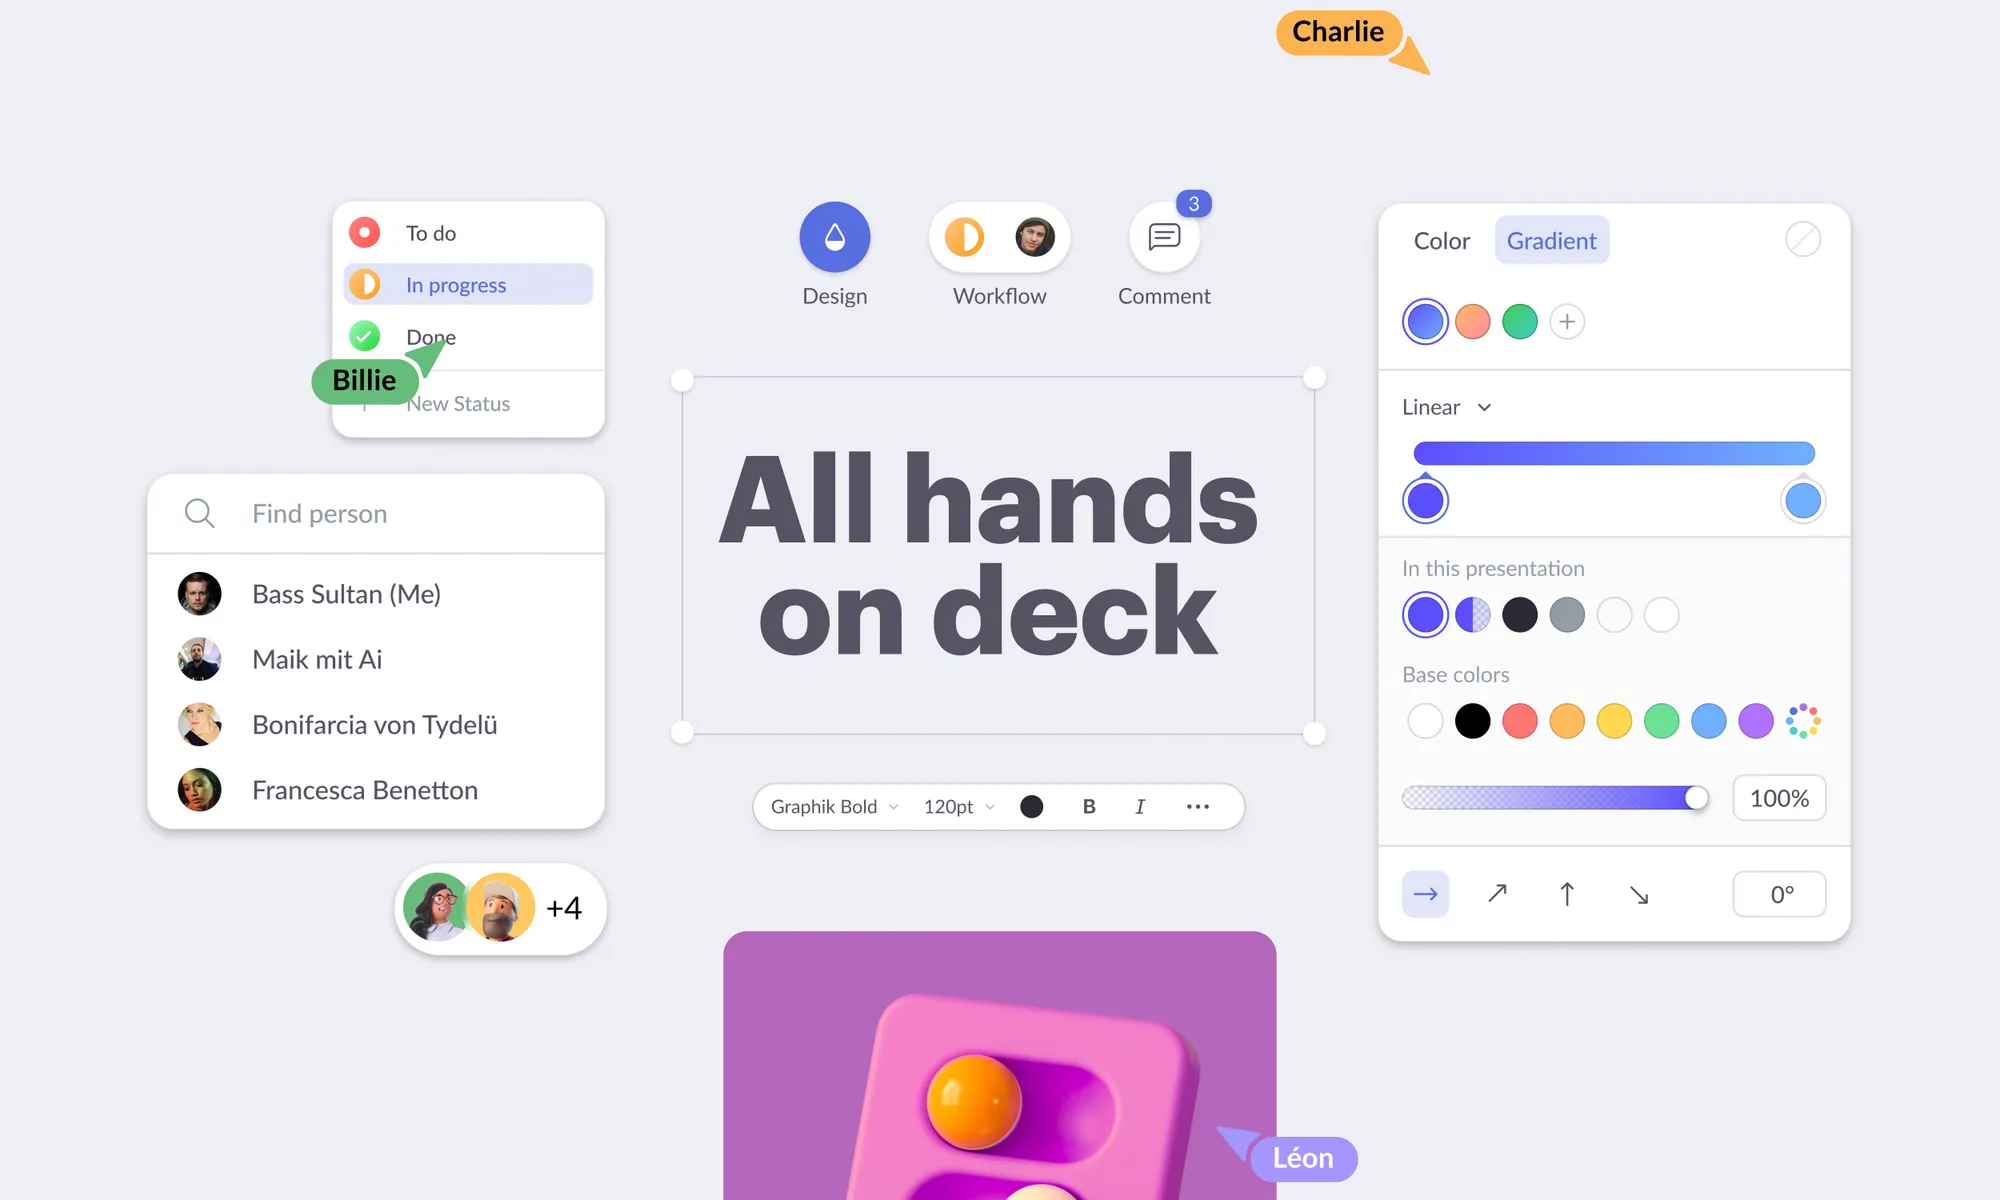 Charlie
To do
In progress
Done
Billie
New Status
Find person
Bass Sultan (Me)
Maik mit Ai
Bonifarcia von Tydelü
Francesca Benetton
+4
3
Design
Workflow
Comment
All hands
on deck
Graphik Bold
120pt
B
I
Léon
Color
Gradient
Linear
In this presentation
Base colors
100%
0°